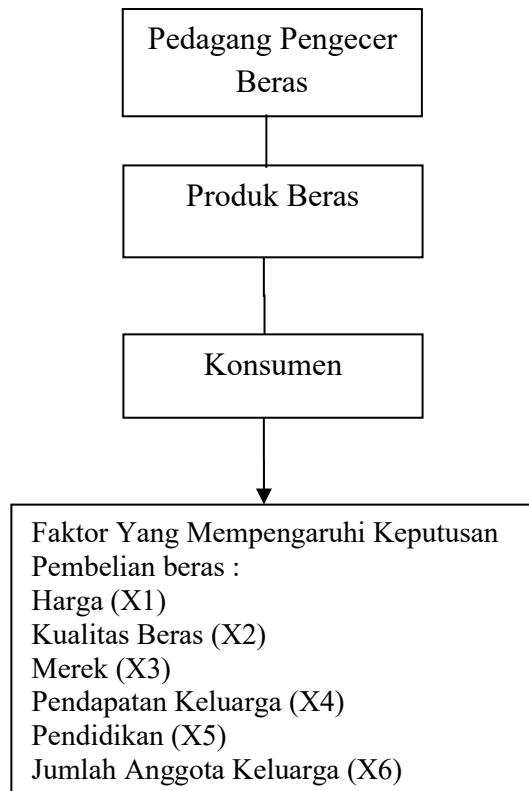 Pedagang Pengecer
Beras
Produk Beras
Konsumen
Faktor Yang Mempengaruhi Keputusan
Pembelian beras :
Harga (X1)
Kualitas Beras (X2)
Merek (X3)
Pendapatan Keluarga (X4)
Pendidikan (X5)
Jumlah Anggota Keluarga (X6)